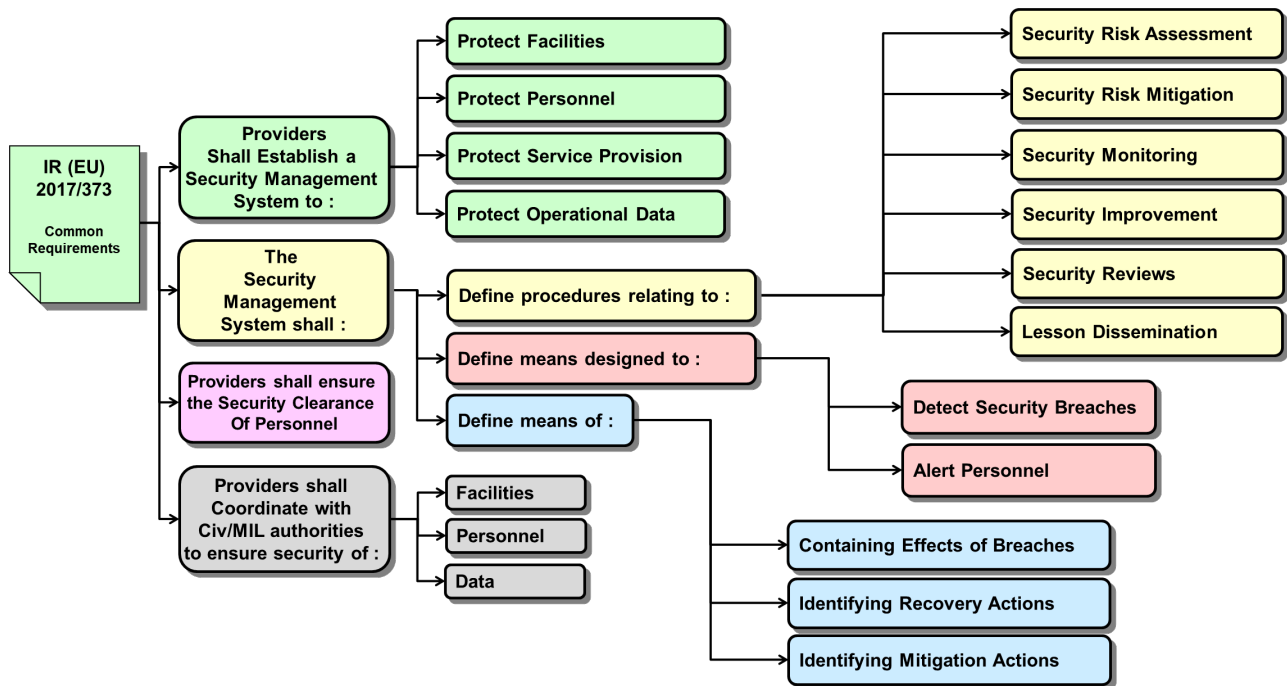 IR (EU)
2017/373
Common
Requirements
Providers
Shall Establish a
Security Management
System to :
Protect Facilities
Protect Personnel
Protect Service Provision
Protect Operational Data
The
Security
Management
System shall :
Define procedures relating to :
Security Risk Assessment
Security Risk Mitigation
Security Monitoring
Security Improvement
Security Reviews
Lesson Dissemination
Define means designed to :
Detect Security Breaches
Alert Personnel
Define means of :
Containing Effects of Breaches
Identifying Recovery Actions
Identifying Mitigation Actions
Providers shall ensure
the Security Clearance
Of Personnel
Providers shall
Coordinate with
Civ/MIL authorities
to ensure security of :
Facilities
Personnel
Data